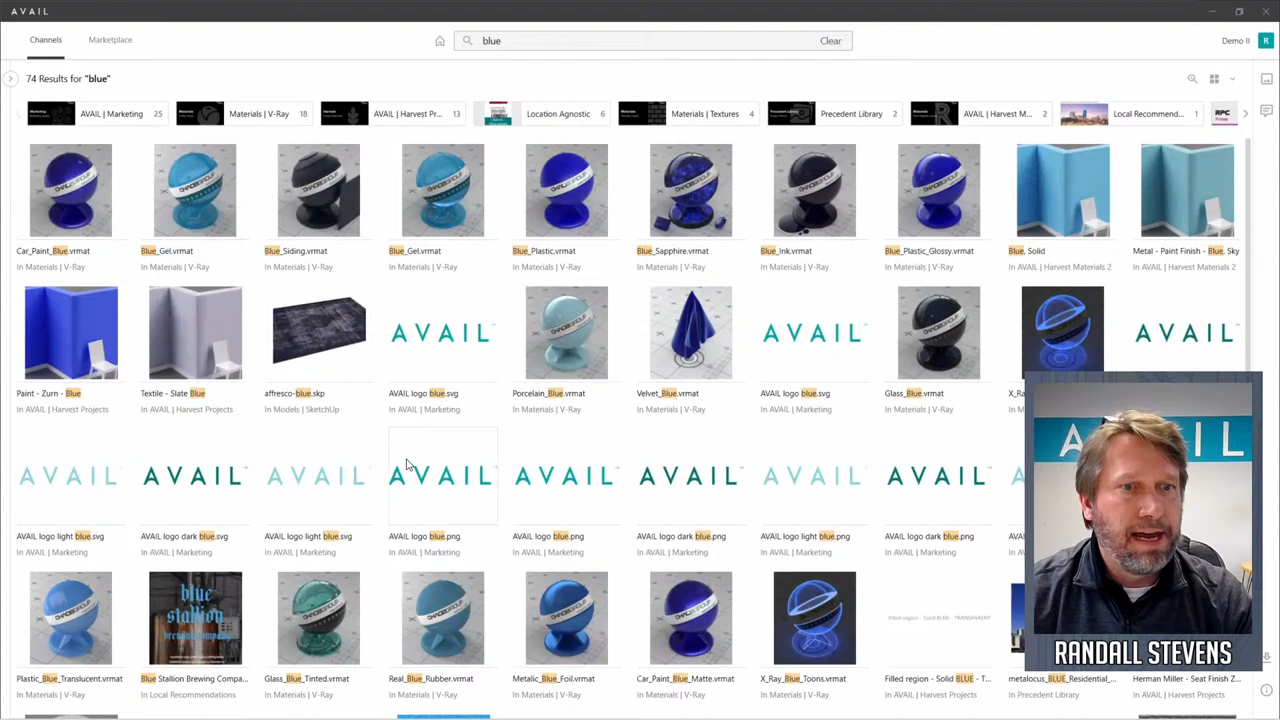 AVAIL
Channels
Marketplace
blue
Clear
Demo II
R
74 Results for "blue"
AVAIL | Marketing 25
Materials | V-Ray 18
AVAIL | Harvest Pr... 13
Location Agnostic 6
Materials | Textures 4
Precedent Library 2
AVAIL | Harvest M... 2
Local Recommend... 1
RPC
Car_Paint_Blue.vrmat
Blue_Gel.vrmat
Blue_Siding.vrmat
Blue_Gel.vrmat
Blue_Plastic.vrmat
Blue_Sapphire.vrmat
Blue_Ink.vrmat
Blue_Plastic_Glossy.vrmat
Blue, Solid
Metal - Paint Finish - Blue, Sky
In Materials | V-Ray
In Materials | V-Ray
In Materials | V-Ray
In Materials | V-Ray
In Materials | V-Ray
In Materials | V-Ray
In Materials | V-Ray
In Materials | V-Ray
In AVAIL | Harvest Materials 2
In AVAIL | Harvest Materials 2
AVAIL
AVAIL
AVAIL
Paint - Zurn - Blue
Textile - Slate Blue
affresco-blue.skp
AVAIL logo blue.svg
Porcelain_Blue.vrmat
Velvet_Blue.vrmat
AVAIL logo blue.svg
Glass_Blue.vrmat
In AVAIL | Harvest Projects
In AVAIL | Harvest Projects
In Models | SketchUp
In AVAIL | Marketing
In Materials | V-Ray
In Materials | V-Ray
In AVAIL | Marketing
In Materials | V-Ray
AVAIL
AVAIL
AVAIL
AVAIL
AVAIL
AVAIL
AVAIL
AVAIL
AVAIL logo light blue.svg
AVAIL logo dark blue.svg
AVAIL logo light blue.svg
AVAIL logo blue.png
AVAIL logo blue.png
AVAIL logo dark blue.png
AVAIL logo light blue.png
AVAIL logo dark blue.png
In AVAIL | Marketing
In AVAIL | Marketing
In AVAIL | Marketing
In AVAIL | Marketing
In AVAIL | Marketing
In AVAIL | Marketing
In AVAIL | Marketing
In AVAIL | Marketing
blue
stallion
brewing company
Filled region - Solid BLUE - TRANSPARENT
Plastic_Blue_Translucent.vrmat
Blue Stallion Brewing Compa...
Glass_Blue_Tinted.vrmat
Real_Blue_Rubber.vrmat
Metalic_Blue_Foil.vrmat
Car_Paint_Blue_Matte.vrmat
X_Ray_Blue_Toons.vrmat
Filled region - Solid BLUE - T...
metalocus_BLUE_Residential_...
Herman Miller - Seat Finish Z...
In Materials | V-Ray
In Local Recommendations
In Materials | V-Ray
In Materials | V-Ray
In Materials | V-Ray
In Materials | V-Ray
In Materials | V-Ray
In AVAIL | Harvest Projects
In Precedent Library
In AVAIL | Harvest Projects
RANDALL STEVENS